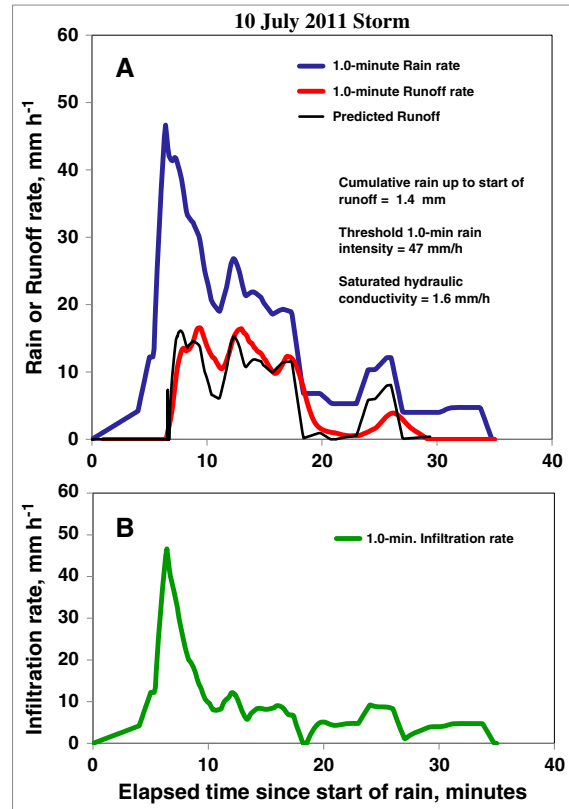 10 July 2011 Storm
60
50
40
30
20
10
0
Rain or Runoff rate, mm h-1
A
1.0-minute Rain rate
1.0-minute Runoff rate
Predicted Runoff
Cumulative rain up to start of
runoff = 1.4 mm
Threshold 1.0-min rain
intensity = 47 mm/h
Saturated hydraulic
conductivity = 1.6 mm/h
0 10 20 30 40
60
50
40
30
20
10
0
Infiltration rate, mm h-1
B
1.0-min. Infiltration rate
0 10 20 30 40
Elapsed time since start of rain, minutes